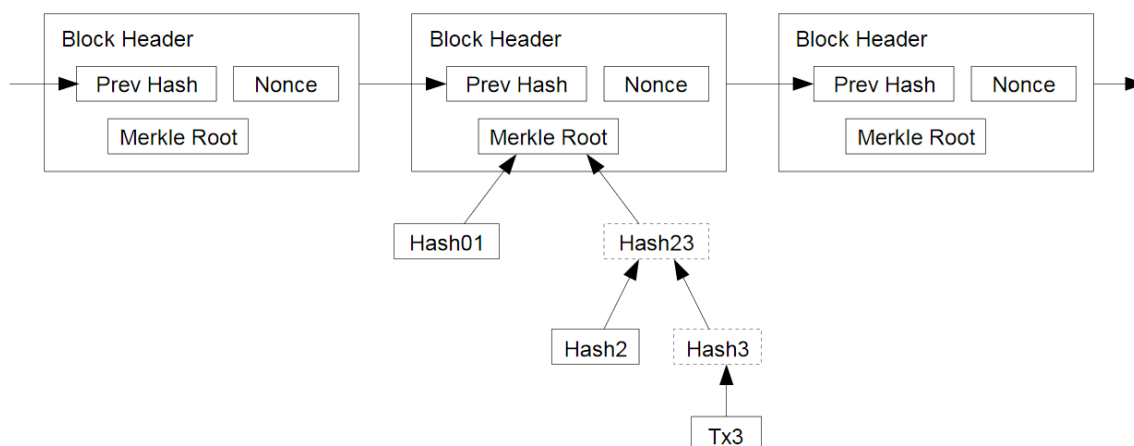 Block Header
Block Header
Block Header
Prev Hash
Nonce
Prev Hash
Nonce
Prev Hash
Nonce
Merkle Root
Merkle Root
Merkle Root
Hash01
Hash23
Hash2
Hash3
Tx3